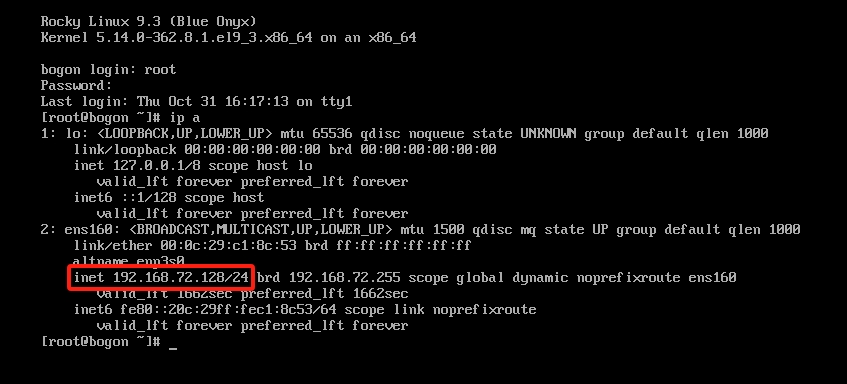 Rocky Linux 9.3 (Blue Onyx)
Kernel 5.14.0-362.8.1.el9_3.x86_64 on an x86_64
bogon login: root
Password:
Last login: Thu Oct 31 16:17:13 on tty1
[root@bogon ~]# ip a
1: lo: <LOOPBACK,UP,LOWER_UP> mtu 65536 qdisc noqueue state UNKNOWN group default qlen 1000
link/loopback 00:00:00:00:00:00 brd 00:00:00:00:00:00
inet 127.0.0.1/8 scope host lo
valid_lft forever preferred_lft forever
inet6 ::1/128 scope host
valid_lft forever preferred_lft forever
2: ens160: <BROADCAST,MULTICAST,UP,LOWER_UP> mtu 1500 qdisc mq state UP group default qlen 1000
link/ether 00:0c:29:c1:8c:53 brd ff:ff:ff:ff:ff:ff
altname enp3s0
inet 192.168.72.128/24 brd 192.168.72.255 scope global dynamic noprefixroute ens160
valid_lft 1662sec preferred_lft 1662sec
inet6 fe80::20c:29ff:fec1:8c53/64 scope link noprefixroute
valid_lft forever preferred_lft forever
[root@bogon ~]# _